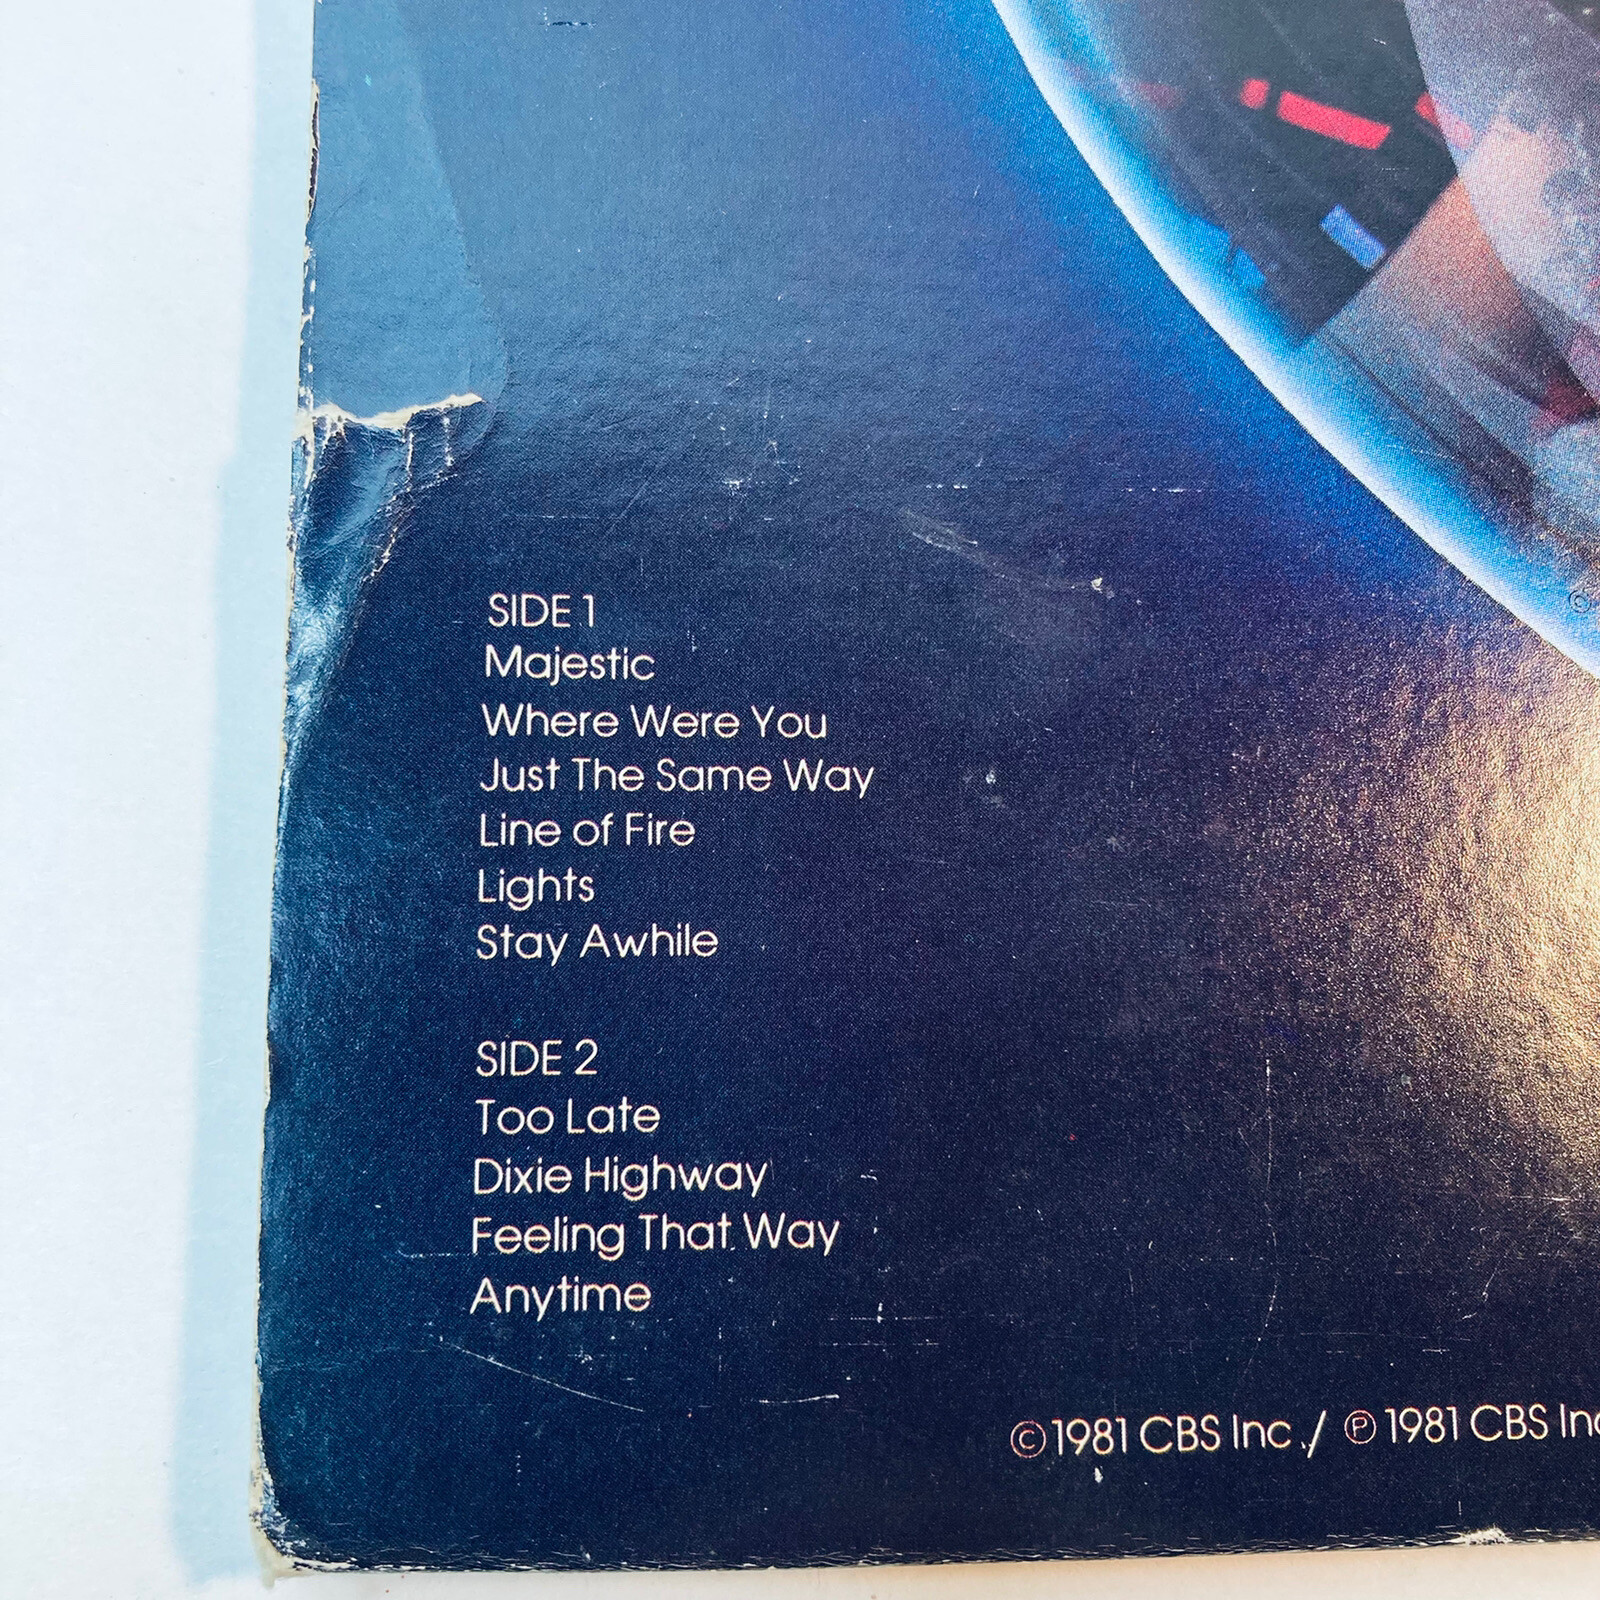 SIDE 1
Majestic
Where Were You
Just The Same Way
Line of Fire
Lights
Stay Awhile
SIDE 2
Too Late
Dixie Highway
Feeling That Way
Anytime
© 1981 CBS Inc./ ℗ 1981 CBS Inc
©